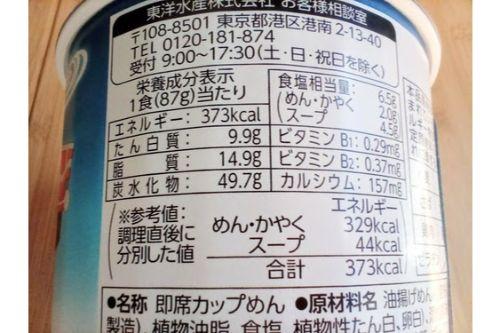 東洋水産株式会社 お客様相談室
〒108-8501 東京都港区港南2-13-40
TEL 0120-181-874
受付 9:00~17:30(土・日・祝日を除く)
栄養成分表示
1食(87g)当たり
エネルギー: 373kcal
たん白質: 9.9g
脂質: 14.9g
炭水化物: 49.7g
食塩相当量: 6.5g
(めん・かやく 2.0g
スープ 4.5g
ビタミンB1: 0.29mg
ビタミンB2: 0.37mg
カルシウム: 157mg
※参考値:
調理直後に
分別した値
エネルギー
めん・かやく 329kcal
スープ 44kcal
合計 373kcal
●名称 即席カップめん ●原材料名 油揚げめん
製造)、植物油脂、食塩、植物性たん白、卵白)、